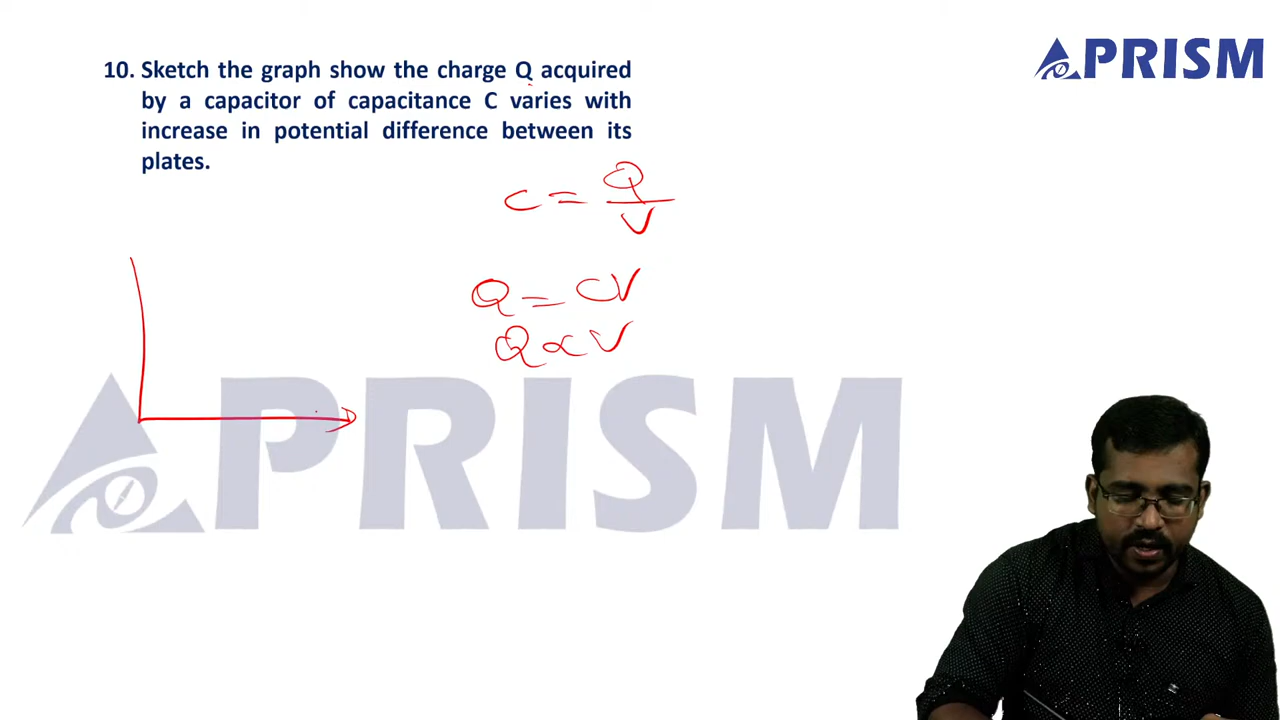 PRISM
10. Sketch the graph show the charge Q acquired
by a capacitor of capacitance C varies with
increase in potential difference between its
plates.
C = Q/V
Q = CV
Q ∝ V
PRISM